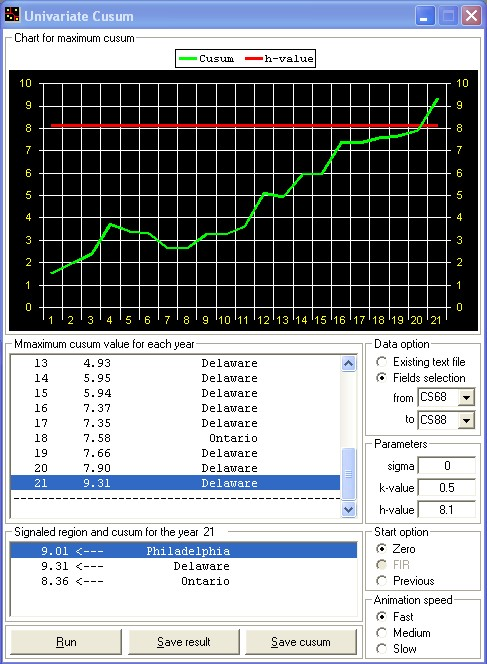 Univariate Cusum
Chart for maximum cusum
Cusum h-value
10 10
9 9
8 8
7 7
6 6
5 5
4 4
3 3
2 2
1 1
0 0
1 2 3 4 5 6 7 8 9 10 11 12 13 14 15 16 17 18 19 20 21
Mmaximum cusum value for each year
13 4.93 Delaware
14 5.95 Delaware
15 5.94 Delaware
16 7.37 Delaware
17 7.35 Delaware
18 7.58 Ontario
19 7.66 Delaware
20 7.90 Delaware
21 9.31 Delaware
Signaled region and cusum for the year 21
9.01 <--- Philadelphia
9.31 <--- Delaware
8.36 <--- Ontario
Run Save result Save cusum
Data option
Existing text file
Fields selection
from CS68
to CS88
Parameters
sigma 0
k-value 0.5
h-value 8.1
Start option
Zero
FIR
Previous
Animation speed
Fast
Medium
Slow